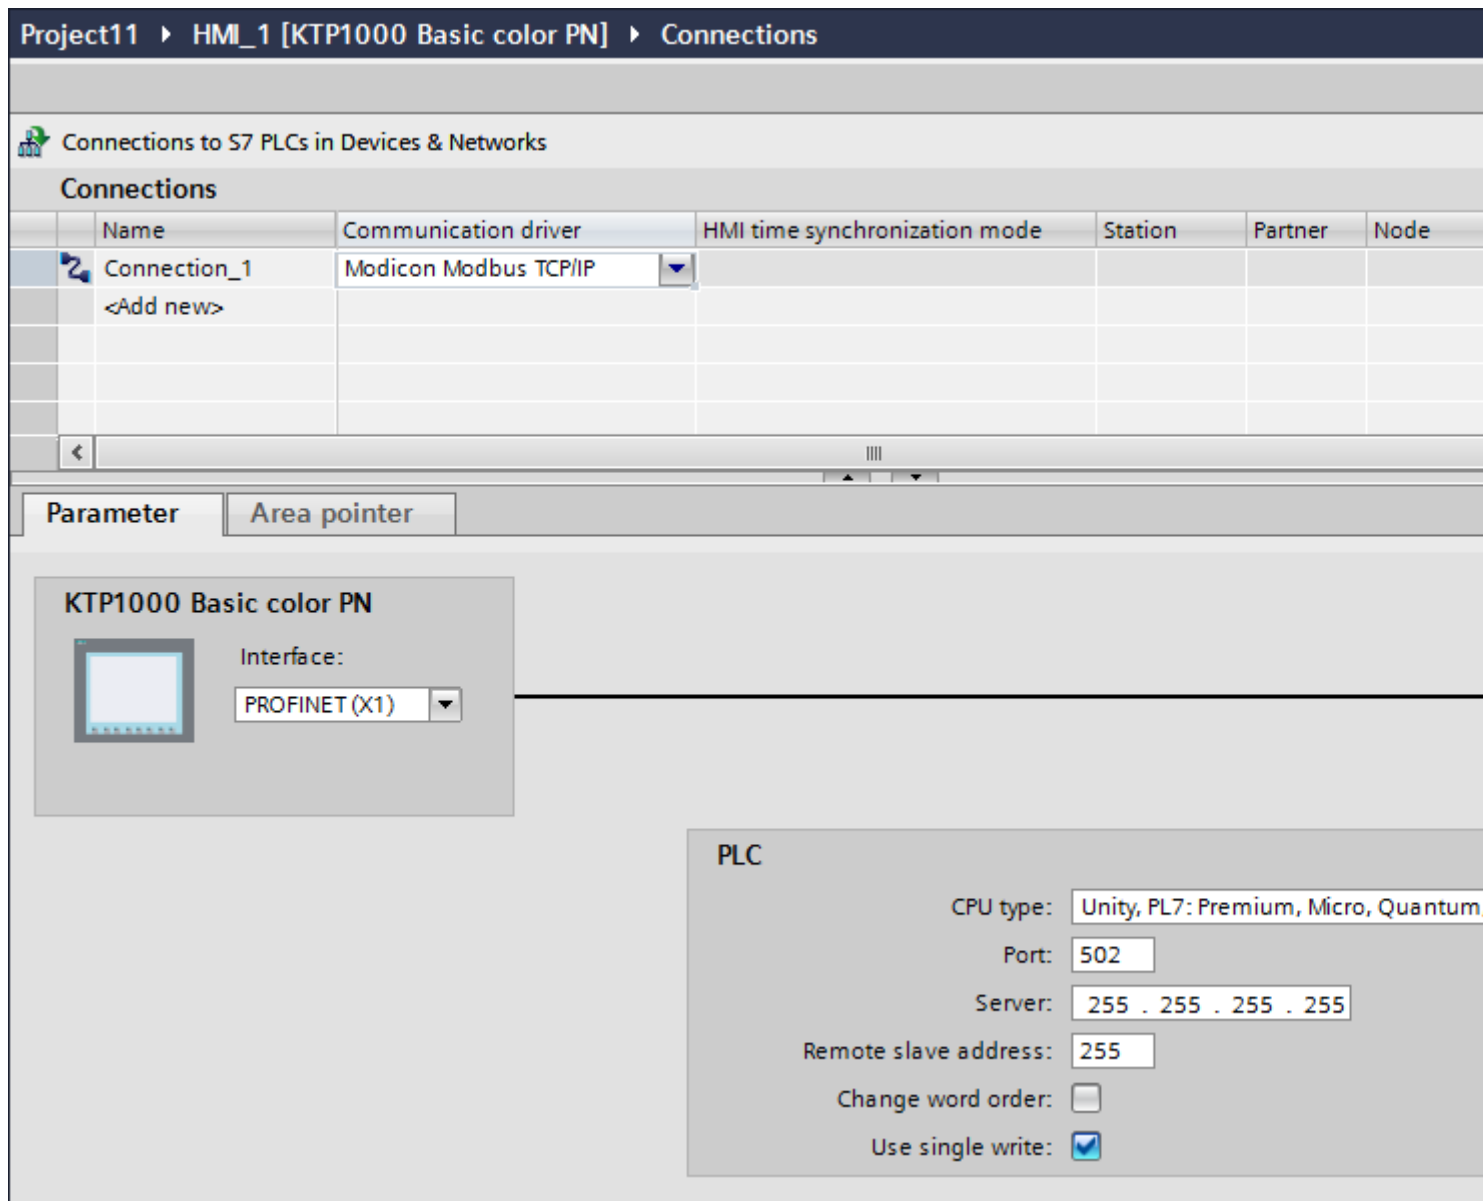 Project11 ▸ HMI_1 [KTP1000 Basic color PN] ▸ Connections
Connections to S7 PLCs in Devices & Networks
Connections
Name Communication driver HMI time synchronization mode Station Partner Node
Connection_1 Modicon Modbus TCP/IP
<Add new>
Parameter Area pointer
KTP1000 Basic color PN
Interface:
PROFINET (X1)
PLC
CPU type: Unity, PL7: Premium, Micro, Quantum,
Port: 502
Server: 255 . 255 . 255 . 255
Remote slave address: 255
Change word order:
Use single write: